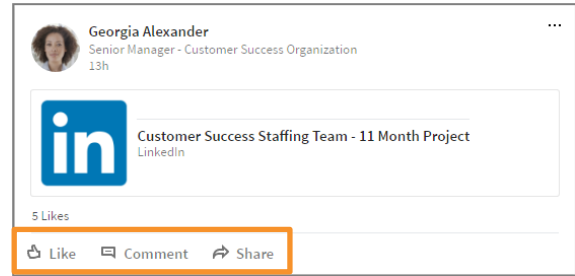 Georgia Alexander
Senior Manager - Customer Success Organization
13h
in
Customer Success Staffing Team - 11 Month Project
LinkedIn
5 Likes
Like Comment Share